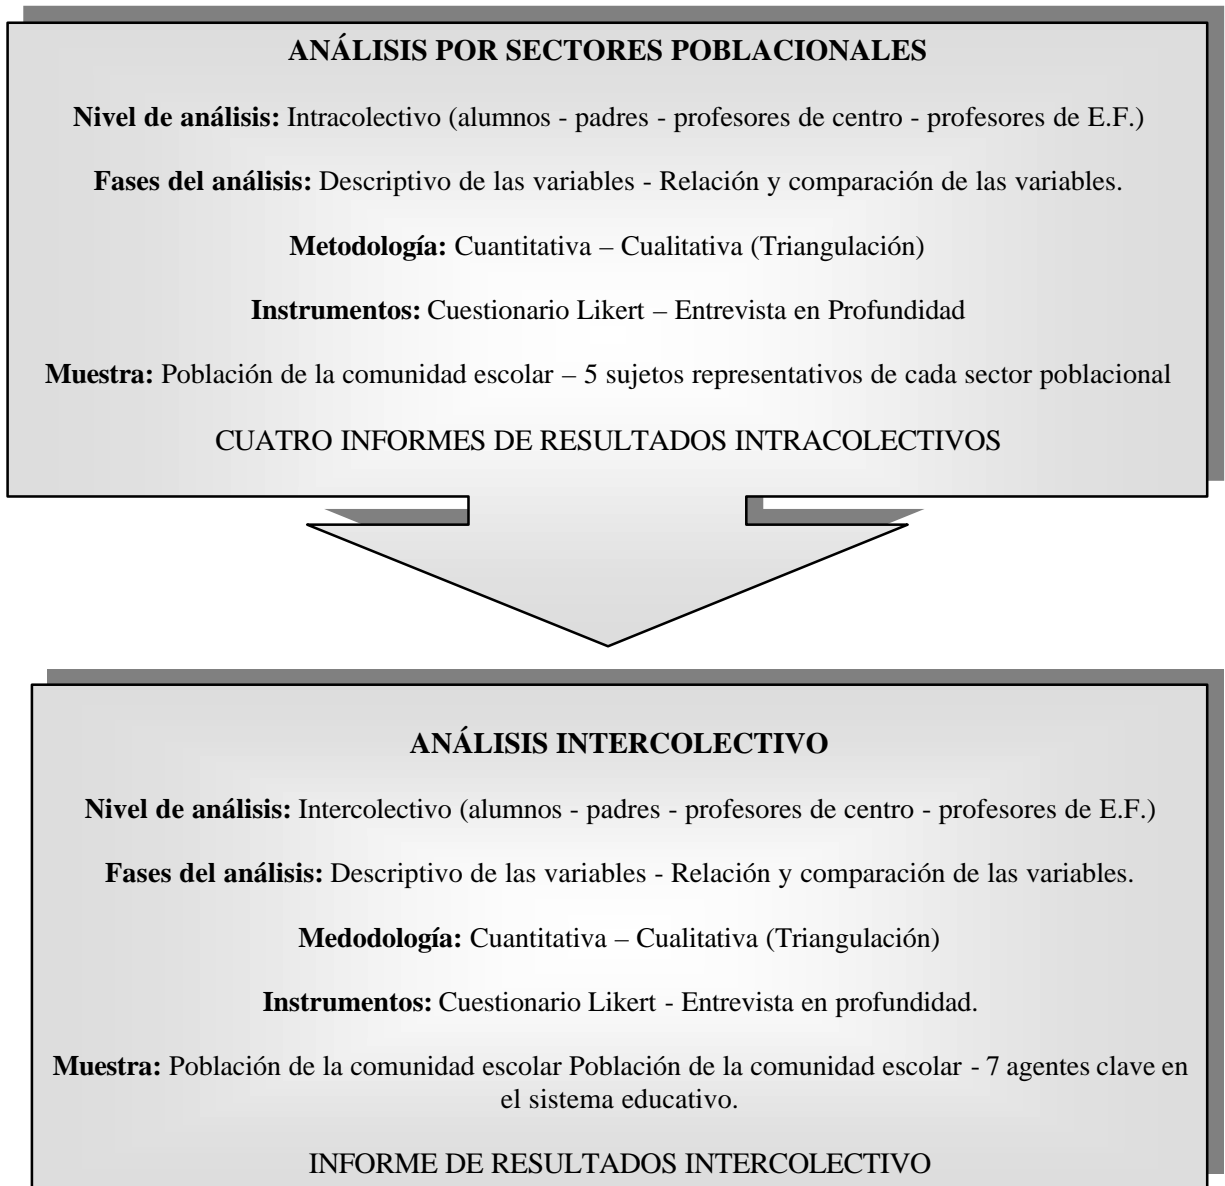 ANÁLISIS POR SECTORES POBLACIONALES
Nivel de análisis: Intracolectivo (alumnos - padres - profesores de centro - profesores de E.F.)
Fases del análisis: Descriptivo de las variables - Relación y comparación de las variables.
Metodología: Cuantitativa – Cualitativa (Triangulación)
Instrumentos: Cuestionario Likert – Entrevista en Profundidad
Muestra: Población de la comunidad escolar – 5 sujetos representativos de cada sector poblacional
CUATRO INFORMES DE RESULTADOS INTRACOLECTIVOS
ANÁLISIS INTERCOLECTIVO
Nivel de análisis: Intercolectivo (alumnos - padres - profesores de centro - profesores de E.F.)
Fases del análisis: Descriptivo de las variables - Relación y comparación de las variables.
Medodología: Cuantitativa – Cualitativa (Triangulación)
Instrumentos: Cuestionario Likert - Entrevista en profundidad.
Muestra: Población de la comunidad escolar Población de la comunidad escolar - 7 agentes clave en
el sistema educativo.
INFORME DE RESULTADOS INTERCOLECTIVO